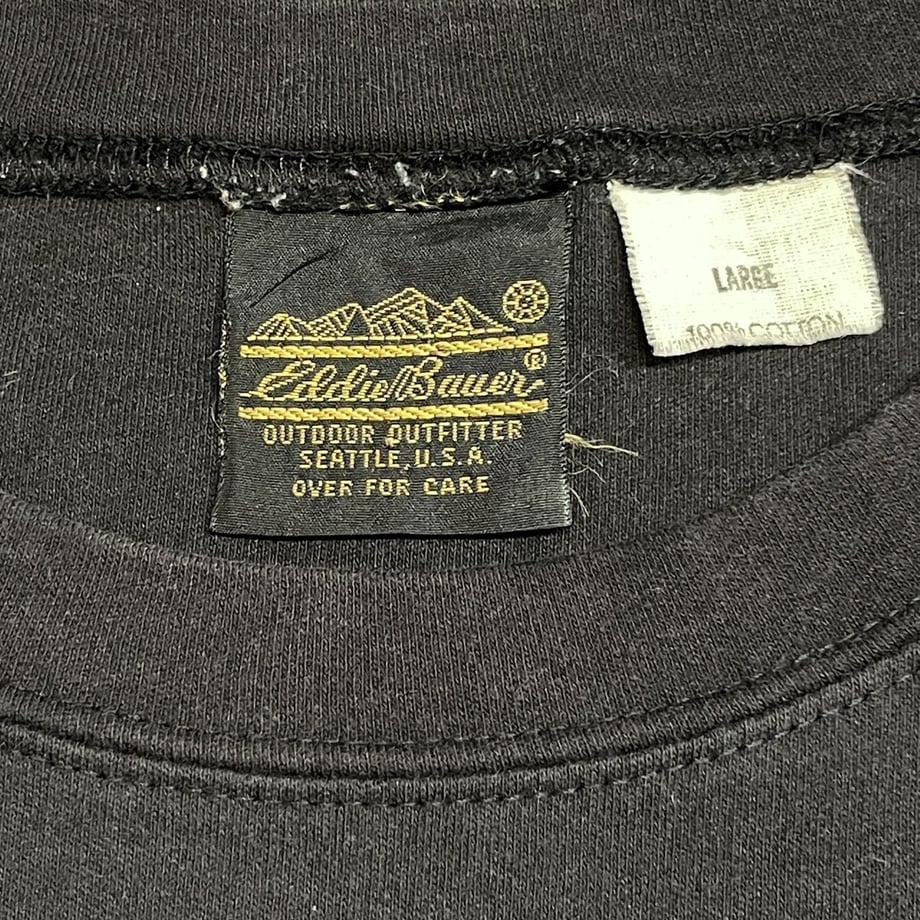 Eddie Bauer®
OUTDOOR OUTFITTER
SEATTLE, U.S.A.
OVER FOR CARE
LARGE
100% COTTON